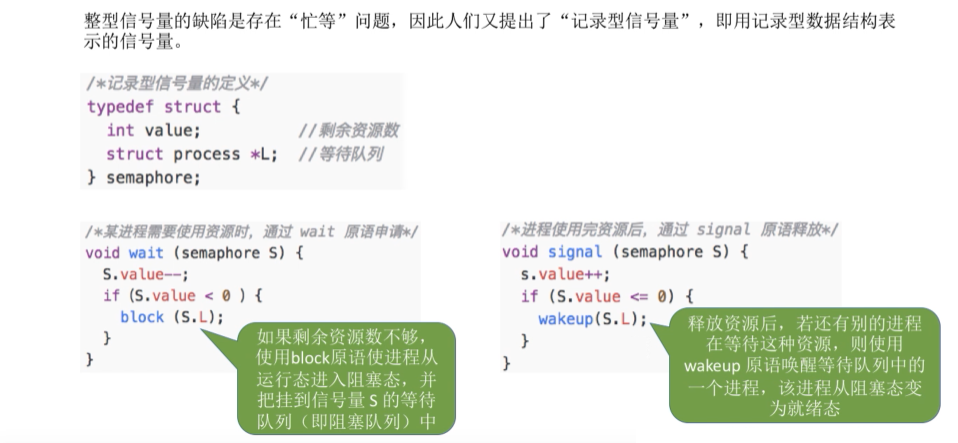 整型信号量的缺陷是存在“忙等”问题，因此人们又提出了“记录型信号量”，即用记录型数据结构表
示的信号量。
/*记录型信号量的定义*/
typedef struct {
int value; //剩余资源数
struct process *L; //等待队列
} semaphore;
/*某进程需要使用资源时，通过 wait 原语申请*/
void wait (semaphore S) {
S.value--;
if (S.value < 0 ) {
block (S.L);
}
}
如果剩余资源数不够，
使用block原语使进程从
运行态进入阻塞态，并
把挂到信号量 S 的等待
队列（即阻塞队列）中
/*进程使用完资源后，通过 signal 原语释放*/
void signal (semaphore S) {
s.value++;
if (S.value <= 0) {
wakeup(S.L);
}
}
释放资源后，若还有别的进程
在等待这种资源，则使用
wakeup 原语唤醒等待队列中的
一个进程，该进程从阻塞态变
为就绪态